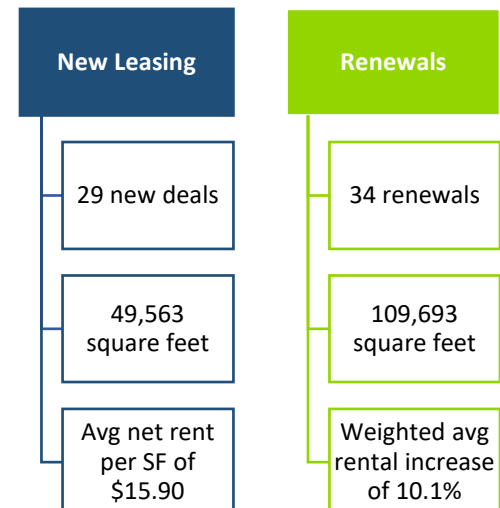 New Leasing
29 new deals
49,563
square feet
Avg net rent
per SF of
$15.90
Renewals
34 renewals
109,693
square feet
Weighted avg
rental increase
of 10.1%